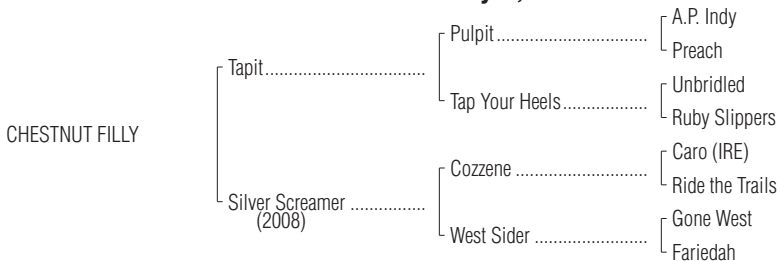 A.P. Indy
Pulpit
Preach
Tapit
Unbridled
Tap Your Heels
Ruby Slippers
CHESTNUT FILLY
Caro (IRE)
Cozzene
Ride the Trails
Silver Screamer
(2008)
Gone West
West Sider
Fariedah